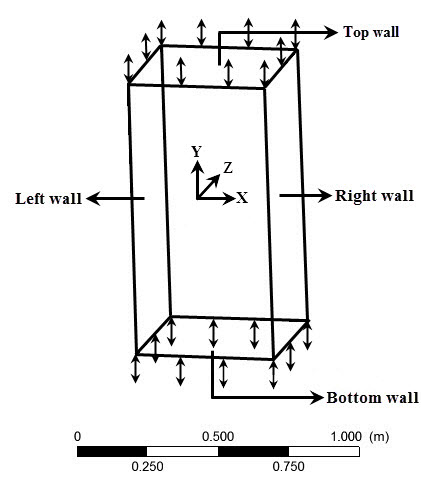 Top wall
Y
Z
X
Left wall
Right wall
Bottom wall
0 0.500 1.000 (m)
0.250 0.750